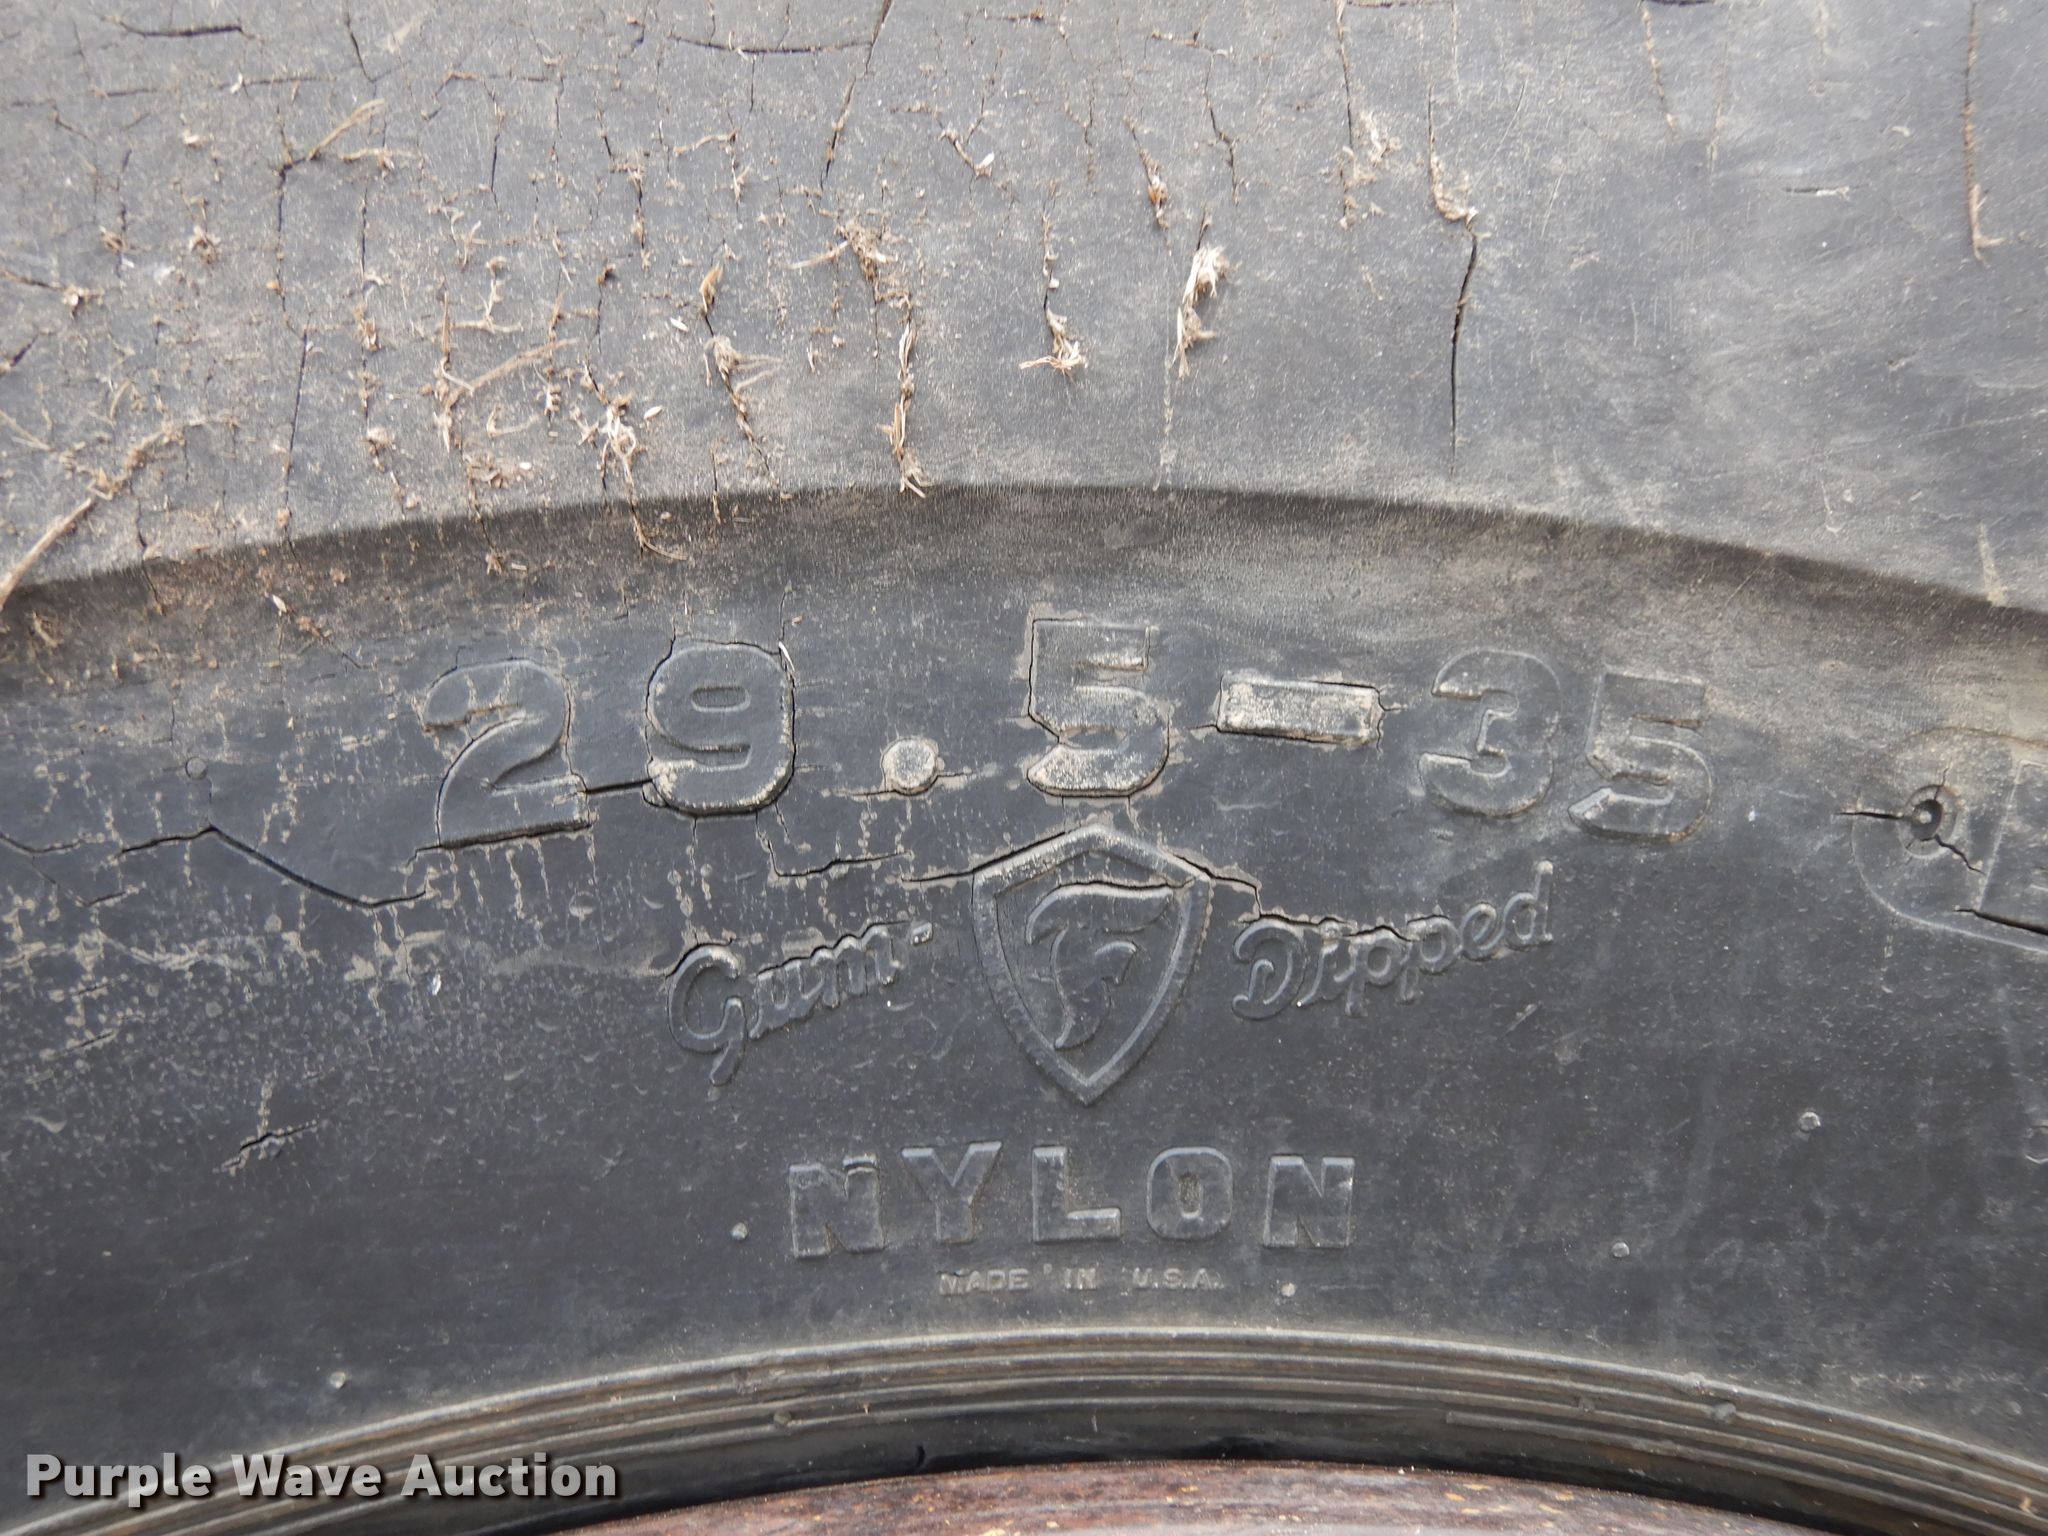 29.5-35
Gum- F Dipped
NYLON
MADE IN U.S.A.
Purple Wave Auction